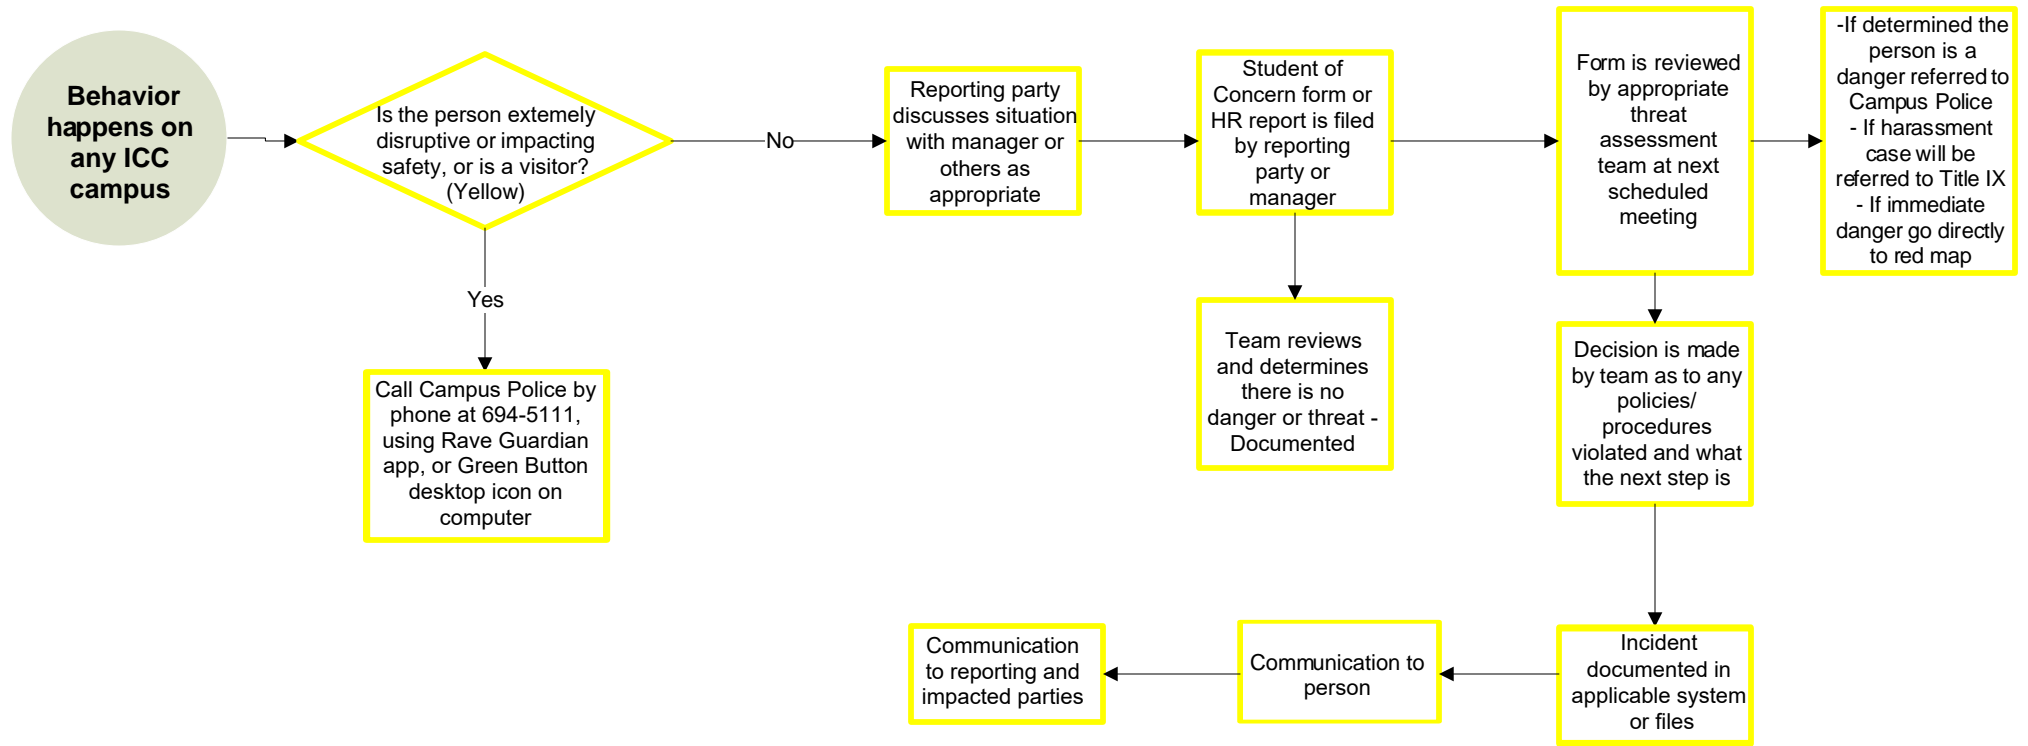 Behavior
happens on
any ICC
campus
Is the person extemely
disruptive or impacting
safety, or is a visitor?
(Yellow)
No
Yes
Call Campus Police by
phone at 694-5111,
using Rave Guardian
app, or Green Button
desktop icon on
computer
Reporting party
discusses situation
with manager or
others as
appropriate
Student of
Concern form or
HR report is filed
by reporting
party or
manager
Team reviews
and determines
there is no
danger or threat -
Documented
Form is reviewed
by appropriate
threat
assessment
team at next
scheduled
meeting
-If determined the
person is a
danger referred to
Campus Police
- If harassment
case will be
referred to Title IX
- If immediate
danger go directly
to red map
Decision is made
by team as to any
policies/
procedures
violated and what
the next step is
Incident
documented in
applicable system
or files
Communication to
person
Communication
to reporting and
impacted parties